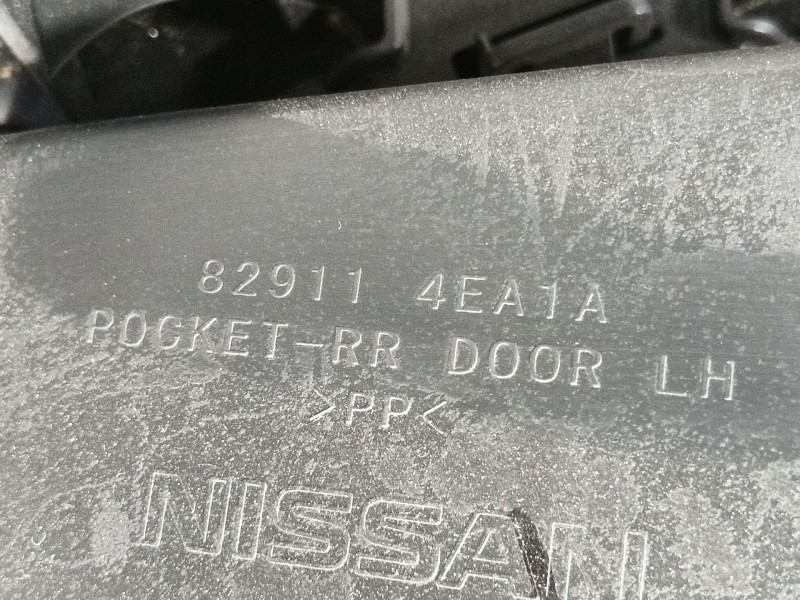 82911 4EA1A
POCKET-RR DOOR LH
>PP<
NISSAN